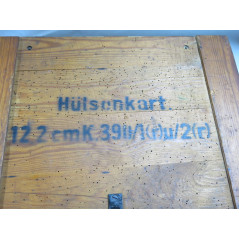 Hülsenkart.
12,2 cm K.390/1(r)u/2(r)